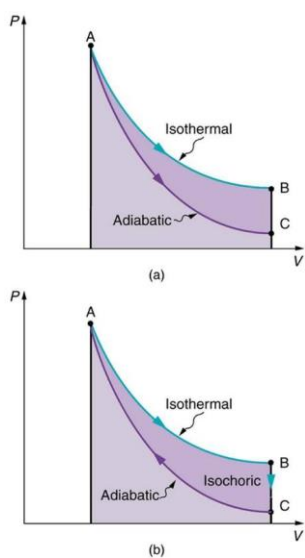 P
A
Isothermal
B
Adiabatic
C
V
(a)
P
A
Isothermal
B
Isochoric
Adiabatic
C
V
(b)